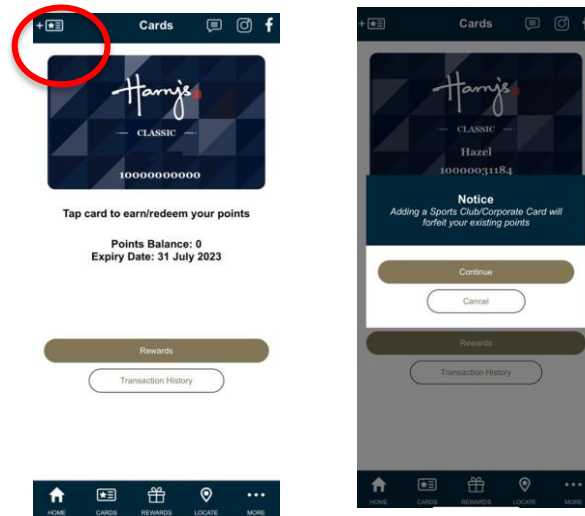 Cards
Harry's
CLASSIC
10000000000
Tap card to earn/redeem your points
Points Balance: 0
Expiry Date: 31 July 2023
Rewards
Transaction History
HOME CARDS REWARDS LOCATE MORE
Cards
Harry's
CLASSIC
Hazel
10000031184
Notice
Adding a Sports Club/Corporate Card will
forfeit your existing points
Continue
Cancel
Rewards
Transaction History
HOME CARDS REWARDS LOCATE MORE